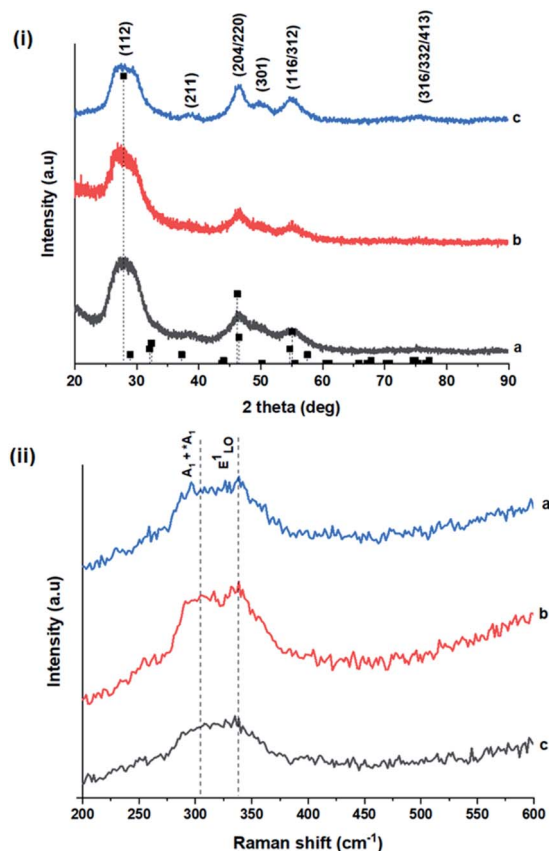 (i)
(112)
(211)
(204/220)
(301)
(116/312)
(316/332/413)
c
b
a
Intensity (a.u)
20 30 40 50 60 70 80 90
2 theta (deg)
(ii)
A₁ + *A₁
E¹LO
a
b
c
Intensity (a.u)
200 250 300 350 400 450 500 550 600
Raman shift (cm⁻¹)